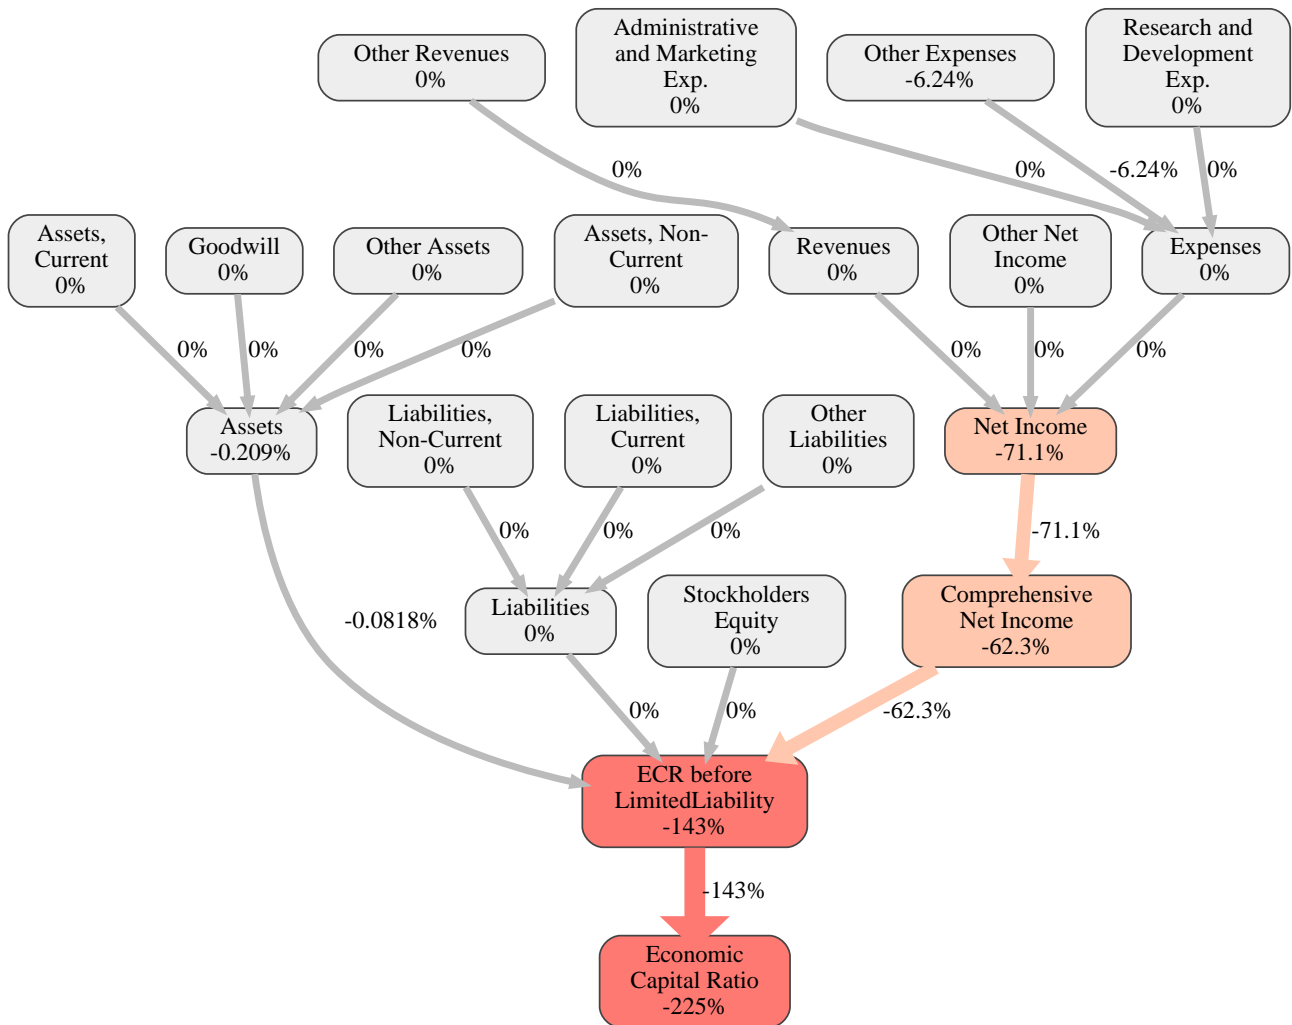 Other Revenues
0%
Administrative
and Marketing
Exp.
0%
Other Expenses
-6.24%
Research and
Development
Exp.
0%
0%
0%
-6.24%
0%
Assets,
Current
0%
Goodwill
0%
Other Assets
0%
Assets, Non-
Current
0%
Revenues
0%
Other Net
Income
0%
Expenses
0%
0%
0%
0%
0%
0%
0%
0%
Assets
-0.209%
Liabilities,
Non-Current
0%
Liabilities,
Current
0%
Other
Liabilities
0%
Net Income
-71.1%
0%
0%
0%
-71.1%
-0.0818%
Liabilities
0%
Stockholders
Equity
0%
Comprehensive
Net Income
-62.3%
0%
0%
-62.3%
ECR before
LimitedLiability
-143%
-143%
Economic
Capital Ratio
-225%